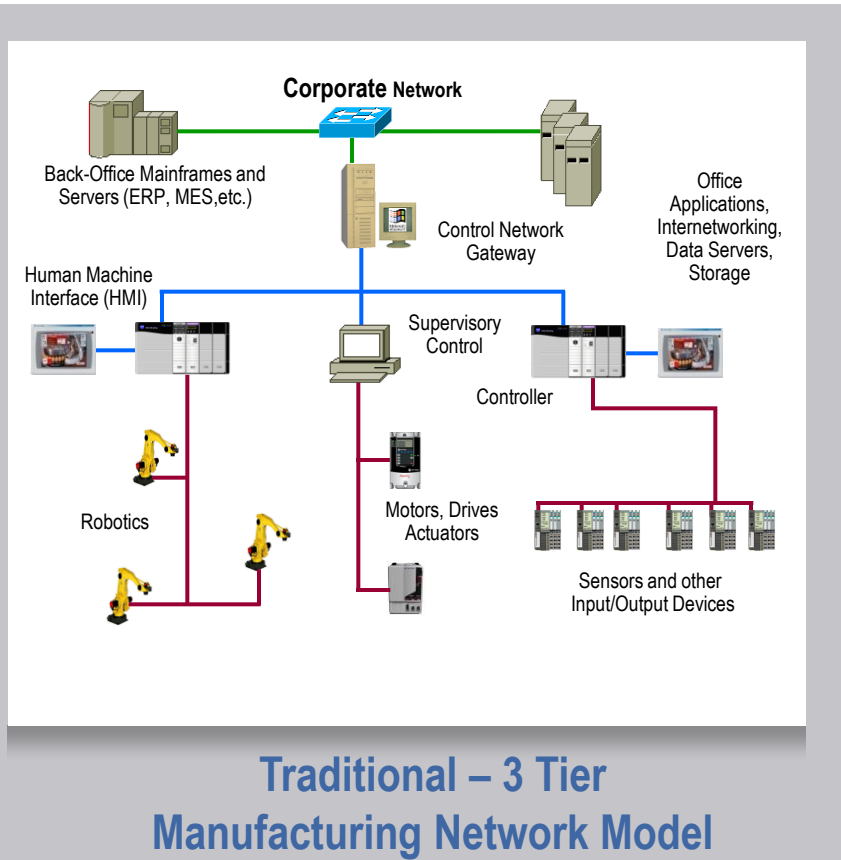 Corporate Network
Back-Office Mainframes and
Servers (ERP, MES,etc.)
Office
Applications,
Internetworking,
Data Servers,
Storage
Control Network
Gateway
Human Machine
Interface (HMI)
Supervisory
Control
Controller
Robotics
Motors, Drives
Actuators
Sensors and other
Input/Output Devices
Traditional – 3 Tier
Manufacturing Network Model